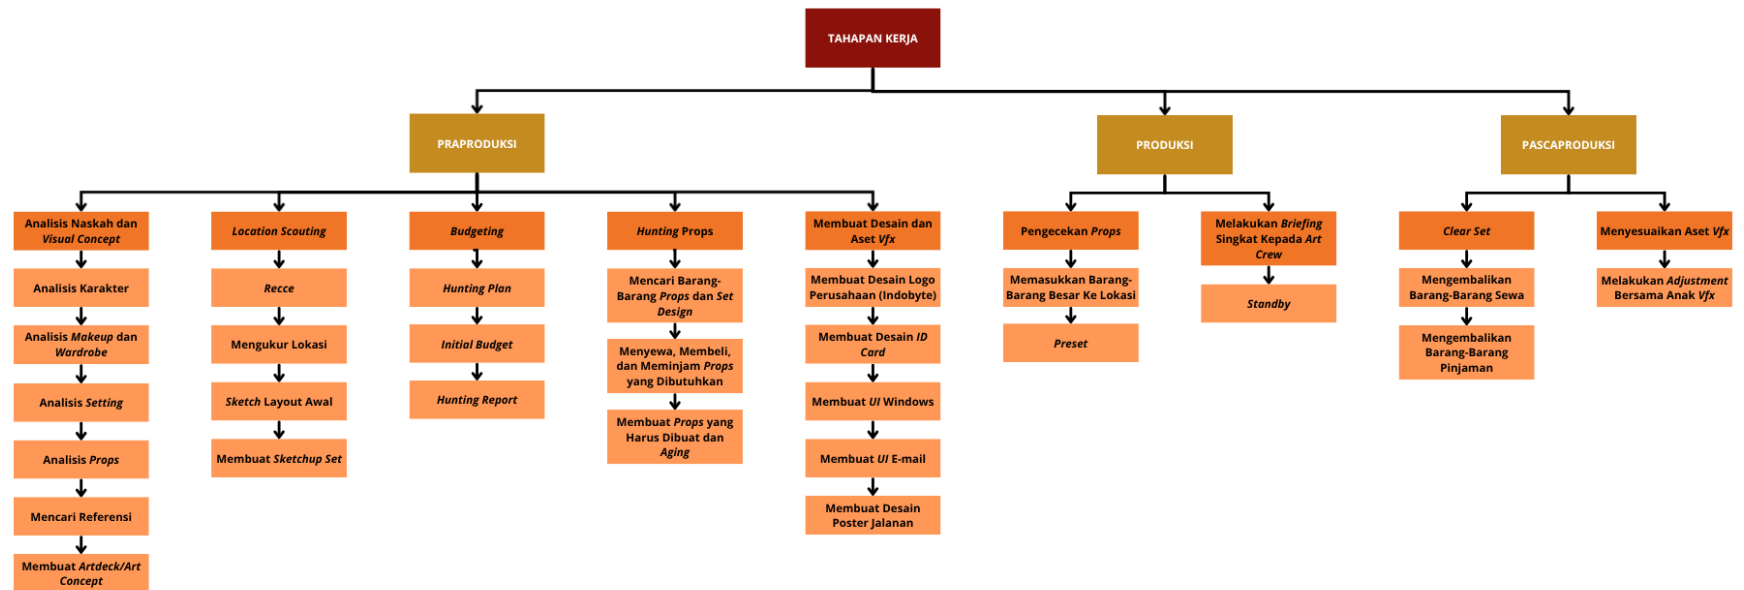 TAHAPAN KERJA
PRAPRODUKSI
PRODUKSI
PASCAPRODUKSI
Analisis Naskah dan
Visual Concept
Analisis Karakter
Analisis Makeup dan
Wardrobe
Analisis Setting
Analisis Props
Mencari Referensi
Membuat Artdeck/Art
Concept
Location Scouting
Recce
Mengukur Lokasi
Sketch Layout Awal
Membuat Sketchup Set
Budgeting
Hunting Plan
Initial Budget
Hunting Report
Hunting Props
Mencari Barang-
Barang Props dan Set
Design
Menyewa, Membeli,
dan Meminjam Props
yang Dibutuhkan
Membuat Props yang
Harus Dibuat dan
Aging
Membuat Desain dan
Aset Vfx
Membuat Desain Logo
Perusahaan (Indobyte)
Membuat Desain ID
Card
Membuat UI Windows
Membuat UI E-mail
Membuat Desain
Poster Jalanan
Pengecekan Props
Memasukkan Barang-
Barang Besar Ke Lokasi
Preset
Melakukan Briefing
Singkat Kepada Art
Crew
Standby
Clear Set
Mengembalikan
Barang-Barang Sewa
Mengembalikan
Barang-Barang
Pinjaman
Menyesuaikan Aset Vfx
Melakukan Adjustment
Bersama Anak Vfx